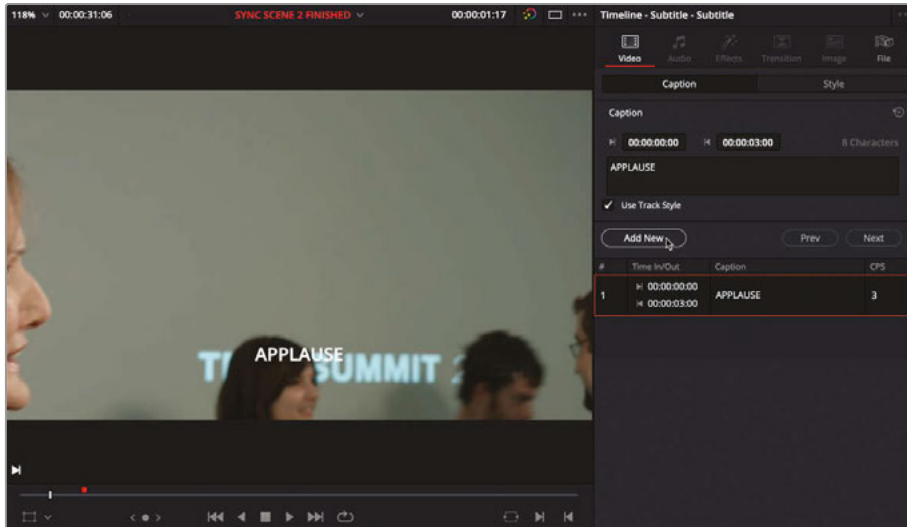 118% 00:00:31:06 SYNC SCENE 2 FINISHED 00:00:01:17
Timeline - Subtitle - Subtitle
Video Audio Effects Transition Image File
Caption Style
Caption
00:00:00:00 00:00:03:00 8 Characters
APPLAUSE
Use Track Style
Add New Prev Next
# Time In/Out Caption CPS
1 00:00:00:00 APPLAUSE 3
00:00:03:00
APPLAUSE
SUMMIT 2